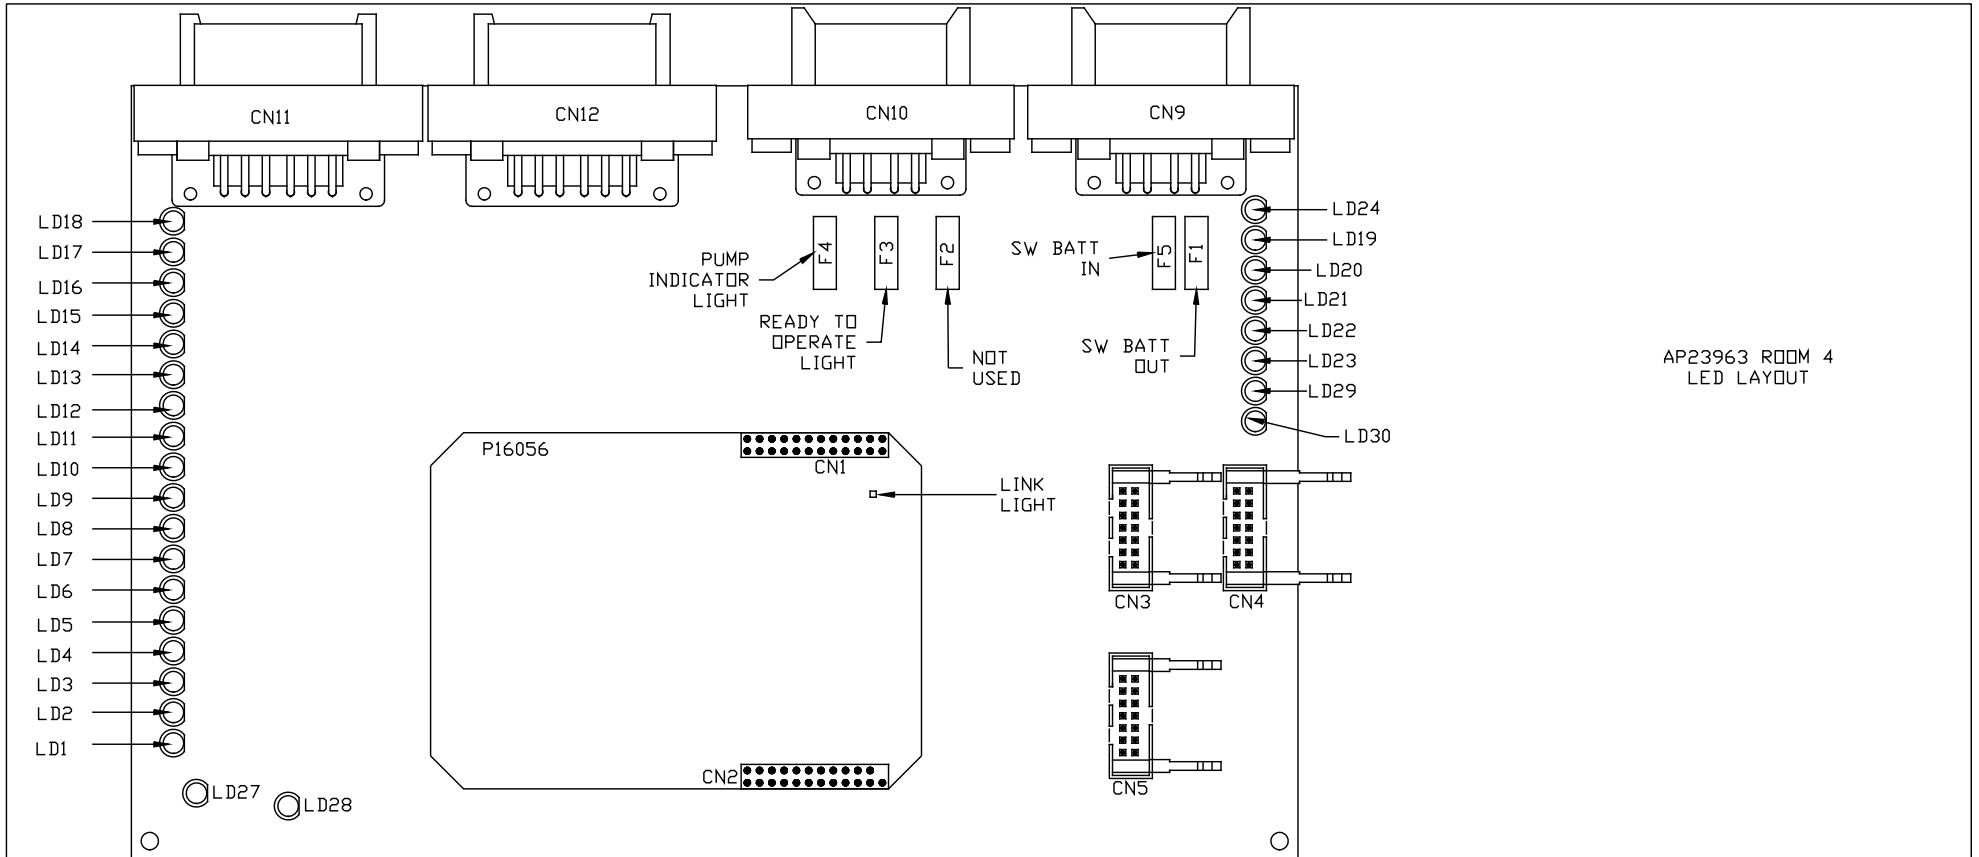 CN11
CN12
CN10
CN9
LD18
LD17
LD16
LD15
LD14
LD13
LD12
LD11
LD10
LD9
LD8
LD7
LD6
LD5
LD4
LD3
LD2
LD1
LD27
LD28
PUMP
INDICATOR
LIGHT
F4
F3
F2
READY TO
OPERATE
LIGHT
NOT
USED
SW BATT
IN
F5
F1
SW BATT
OUT
LD24
LD19
LD20
LD21
LD22
LD23
LD29
LD30
P16056
CN1
LINK
LIGHT
CN2
CN3
CN4
CN5
AP23963 ROOM 4
LED LAYOUT